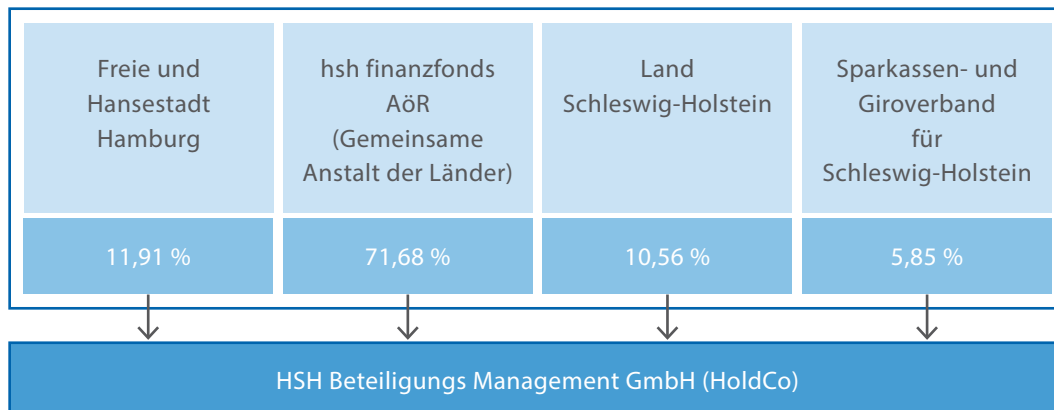 Freie und
Hansestadt
Hamburg
11,91 %
hsh finanzfonds
AöR
(Gemeinsame
Anstalt der Länder)
71,68 %
Land
Schleswig-Holstein
10,56 %
Sparkassen- und
Giroverband
für
Schleswig-Holstein
5,85 %
HSH Beteiligungs Management GmbH (HoldCo)